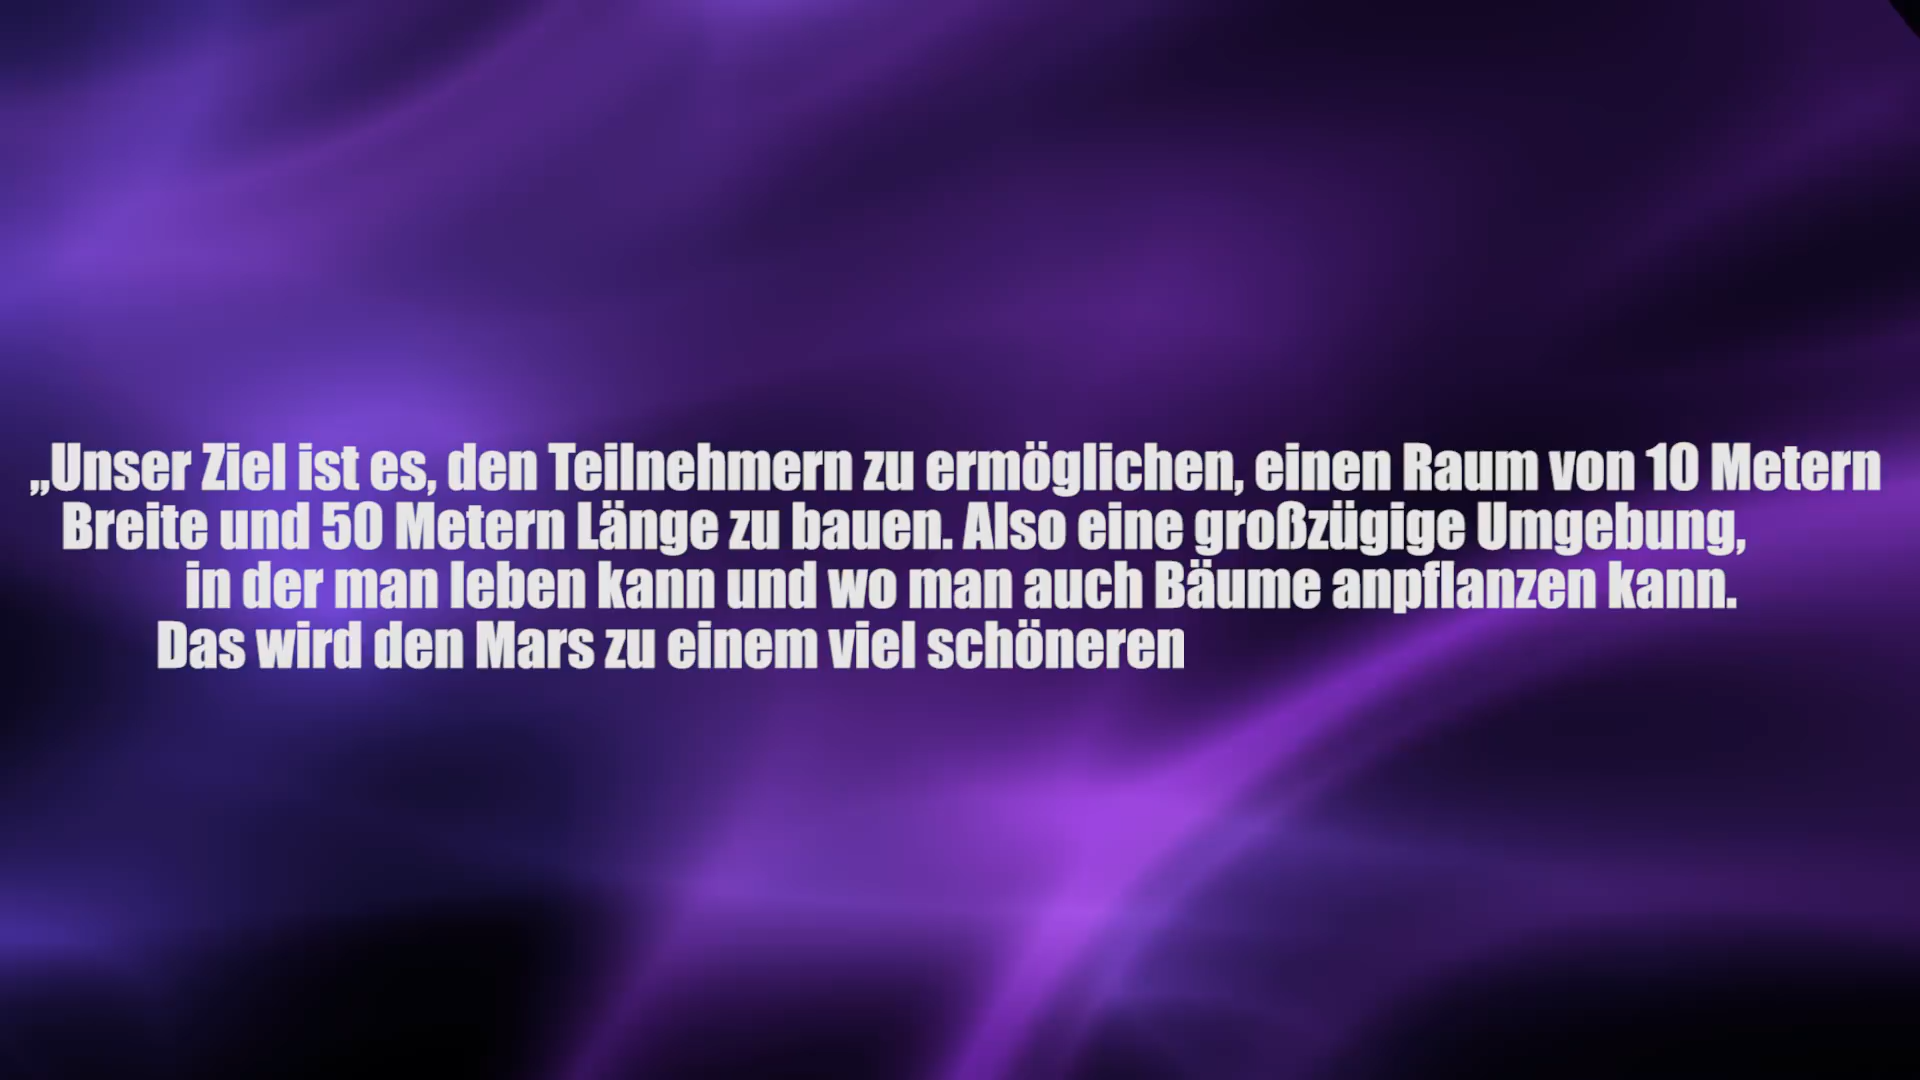 „Unser Ziel ist es, den Teilnehmern zu ermöglichen, einen Raum von 10 Metern
Breite und 50 Metern Länge zu bauen. Also eine großzügige Umgebung,
in der man leben kann und wo man auch Bäume anpflanzen kann.
Das wird den Mars zu einem viel schöneren